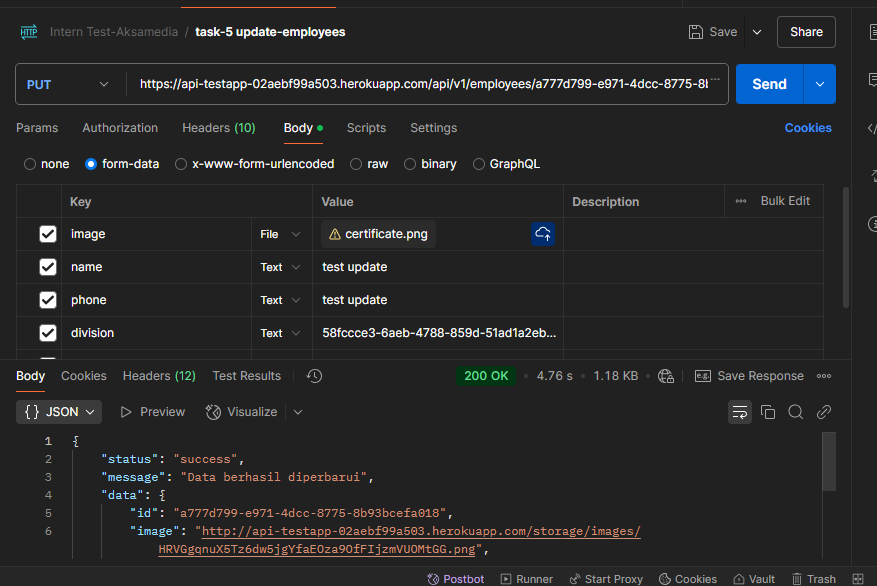 HTTP Intern Test-Aksamedia / task-5 update-employees Save Share
PUT https://api-testapp-02aebf99a503.herokuapp.com/api/v1/employees/a777d799-e971-4dcc-8775-8 ... Send
Params Authorization Headers (10) Body Scripts Settings Cookies
none form-data x-www-form-urlencoded raw binary GraphQL
Key Value Description ••• Bulk Edit
image File certificate.png
name Text test update
phone Text test update
division Text 58fccce3-6aeb-4788-859d-51ad1a2eb...
Body Cookies Headers (12) Test Results 200 OK • 4.76 s • 1.18 KB • e.g. Save Response •••
{} JSON Preview Visualize
1 {
2 "status": "success",
3 "message": "Data berhasil diperbarui",
4 "data": {
5 "id": "a777d799-e971-4dcc-8775-8b93bcefa018",
6 "image": "http://api-testapp-02aebf99a503.herokuapp.com/storage/images/
HRVGgqnuX5Tz6dw5jgYfaEOza9OfFIjzmVUOMtGG.png",
Postbot Runner Start Proxy Cookies Vault Trash